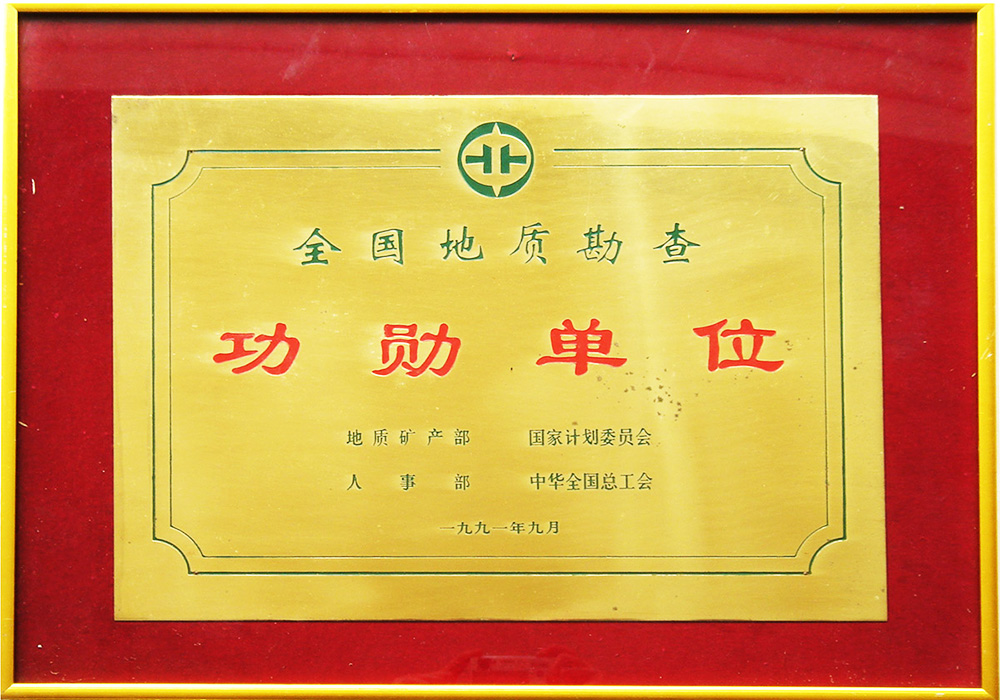 全国地质勘查
功勋单位
地质矿产部 国家计划委员会
人事部 中华全国总工会
一九九一年九月